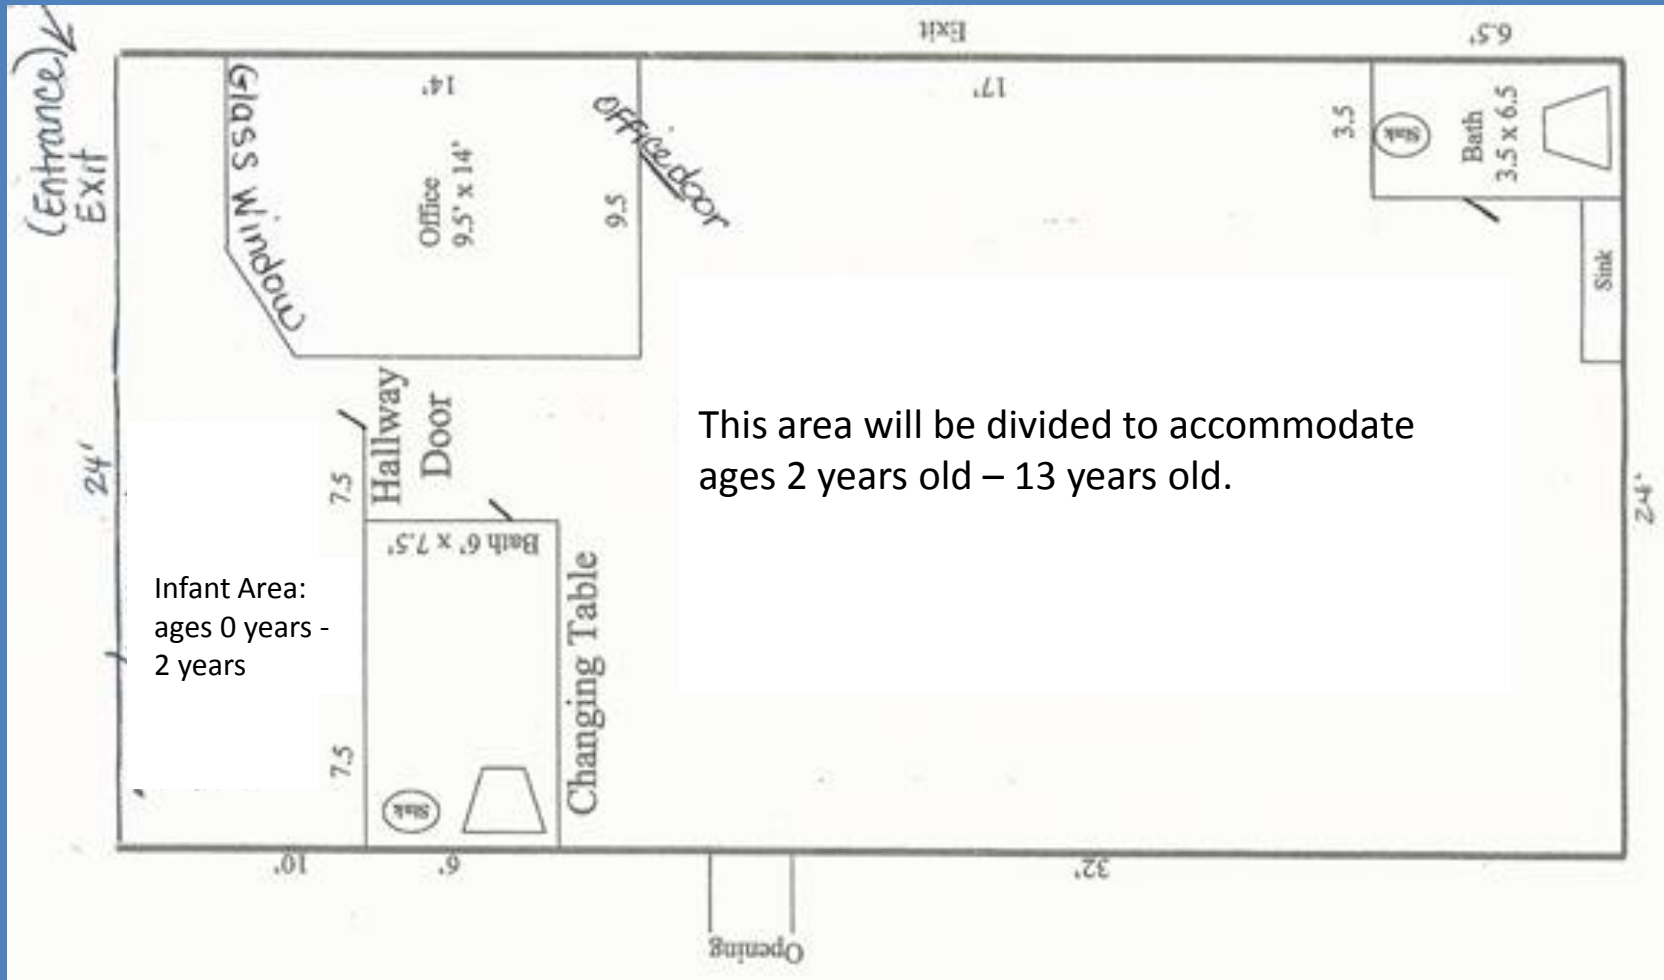 (Entrance)
Exit
Exit
6.5'
Glass Window
14'
office door
17'
3.5
Sink
Bath
3.5 x 6.5
Office
9.5' x 14'
9.5
Sink
Hallway
Door
24'
7.5
This area will be divided to accommodate
ages 2 years old – 13 years old.
24'
Bath 6' x 7.5'
Infant Area:
ages 0 years -
2 years
Changing Table
7.5
Sink
10'
6'
32'
Opening